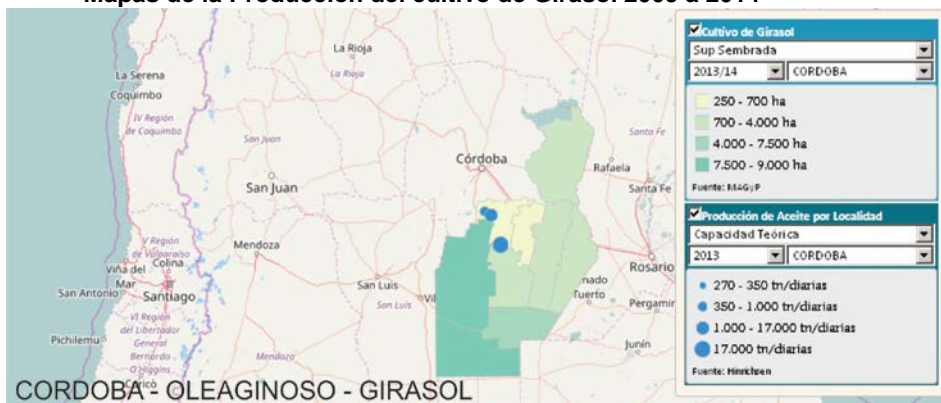 Mapas de la Producción del cultivo de Girasol 2009 a 2014
La Rioja
La Serena
La Rioja
Coquimbo
IV Región
de Coquimbo
San Juan
Santa Fe
Córdoba
Rafaela
San Juan
Santa Fe
V Región
de Valparaíso
Mendoza
Viña del
Mar
Colina
San Luis
Rosario
San Antonio
Santiago
San Luis
Vil
nado
Tuerto
Pergamin
VI Región
del Libertador
General
Bernardo
O'Higgins
Pichilemu
Mendoza
Junín
Curicó
CORDOBA - OLEAGINOSO - GIRASOL
Cultivo de Girasol
Sup Sembrada
2013/14 CORDOBA
250 - 700 ha
700 - 4.000 ha
4.000 - 7.500 ha
7.500 - 9.000 ha
Fuente: MAGyP
Producción de Aceite por Localidad
Capacidad Teórica
2013 CORDOBA
270 - 350 tn/diarias
350 - 1.000 tn/diarias
1.000 - 17.000 tn/diarias
17.000 tn/diarias
Fuente: Hinrichsen